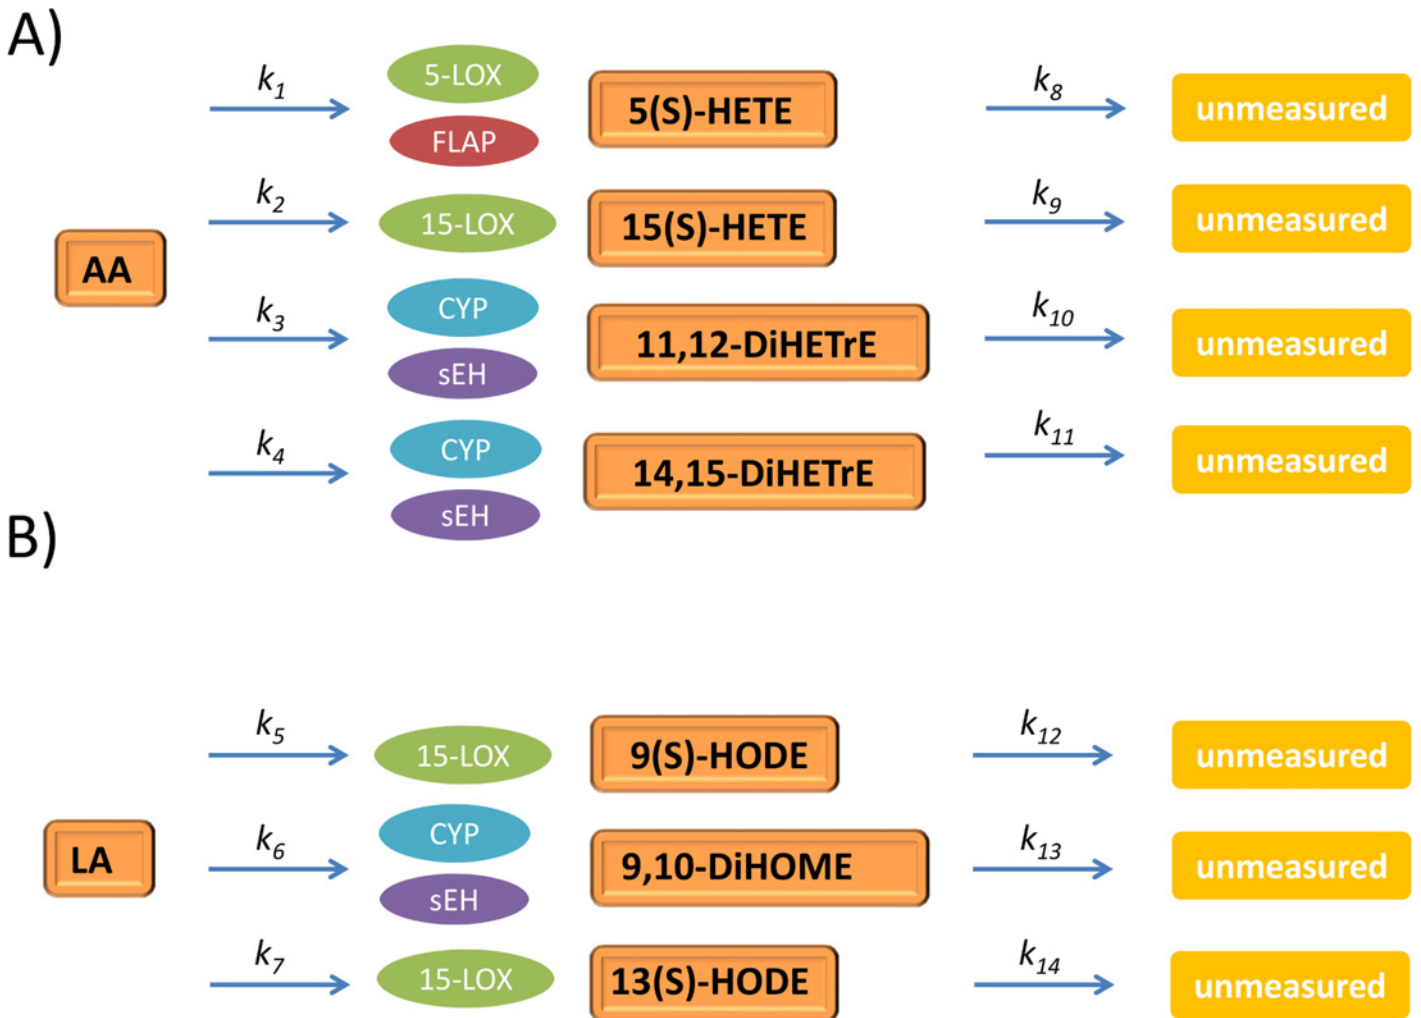 A)
k1
5-LOX
FLAP
5(S)-HETE
k8
unmeasured
k2
15-LOX
15(S)-HETE
k9
unmeasured
AA
k3
CYP
sEH
11,12-DiHETrE
k10
unmeasured
k4
CYP
sEH
14,15-DiHETrE
k11
unmeasured
B)
k5
15-LOX
9(S)-HODE
k12
unmeasured
LA
k6
CYP
sEH
9,10-DiHOME
k13
unmeasured
k7
15-LOX
13(S)-HODE
k14
unmeasured